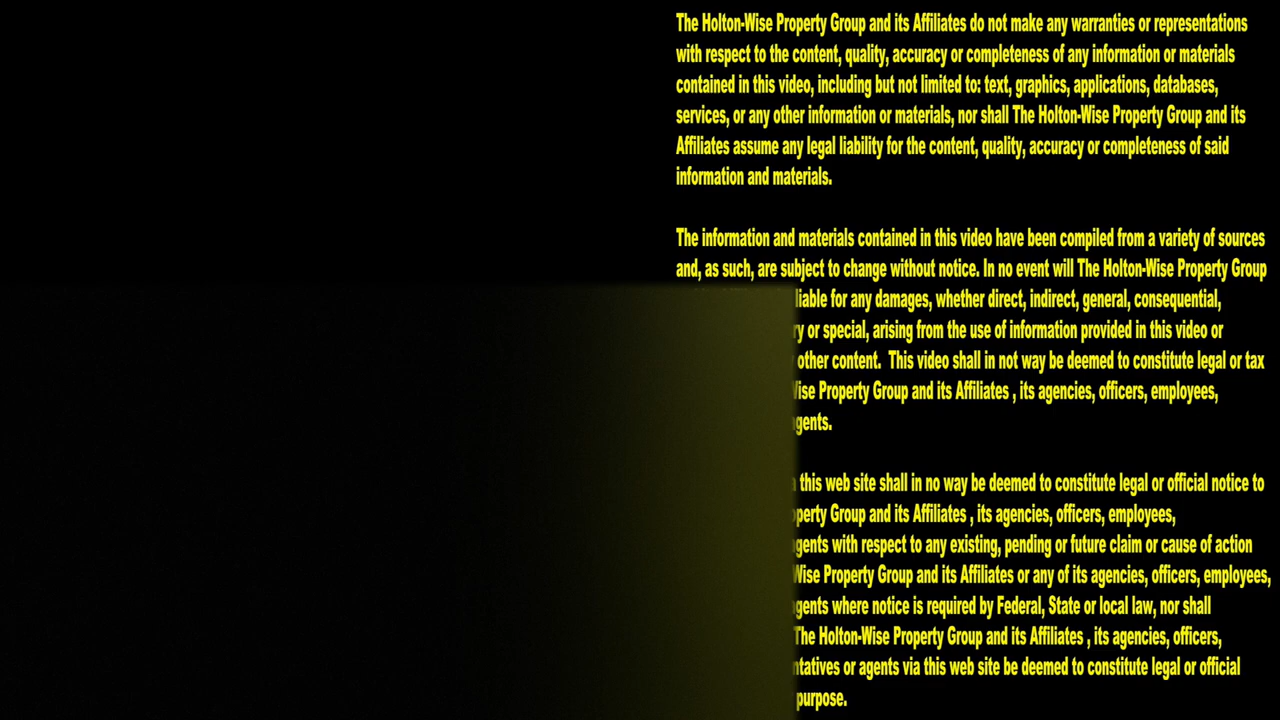 The Holton-Wise Property Group and its Affiliates do not make any warranties or representations
with respect to the content, quality, accuracy or completeness of any information or materials
contained in this video, including but not limited to: text, graphics, applications, databases,
services, or any other information or materials, nor shall The Holton-Wise Property Group and its
Affiliates assume any legal liability for the content, quality, accuracy or completeness of said
information and materials.
The information and materials contained in this video have been compiled from a variety of sources
and, as such, are subject to change without notice. In no event will The Holton-Wise Property Group
liable for any damages, whether direct, indirect, general, consequential,
or special, arising from the use of information provided in this video or
other content. This video shall in not way be deemed to constitute legal or tax
Property Group and its Affiliates , its agencies, officers, employees,
this web site shall in no way be deemed to constitute legal or official notice to
Group and its Affiliates , its agencies, officers, employees,
with respect to any existing, pending or future claim or cause of action
Property Group and its Affiliates or any of its agencies, officers, employees,
where notice is required by Federal, State or local law, nor shall
The Holton-Wise Property Group and its Affiliates , its agencies, officers,
or agents via this web site be deemed to constitute legal or official
purpose.